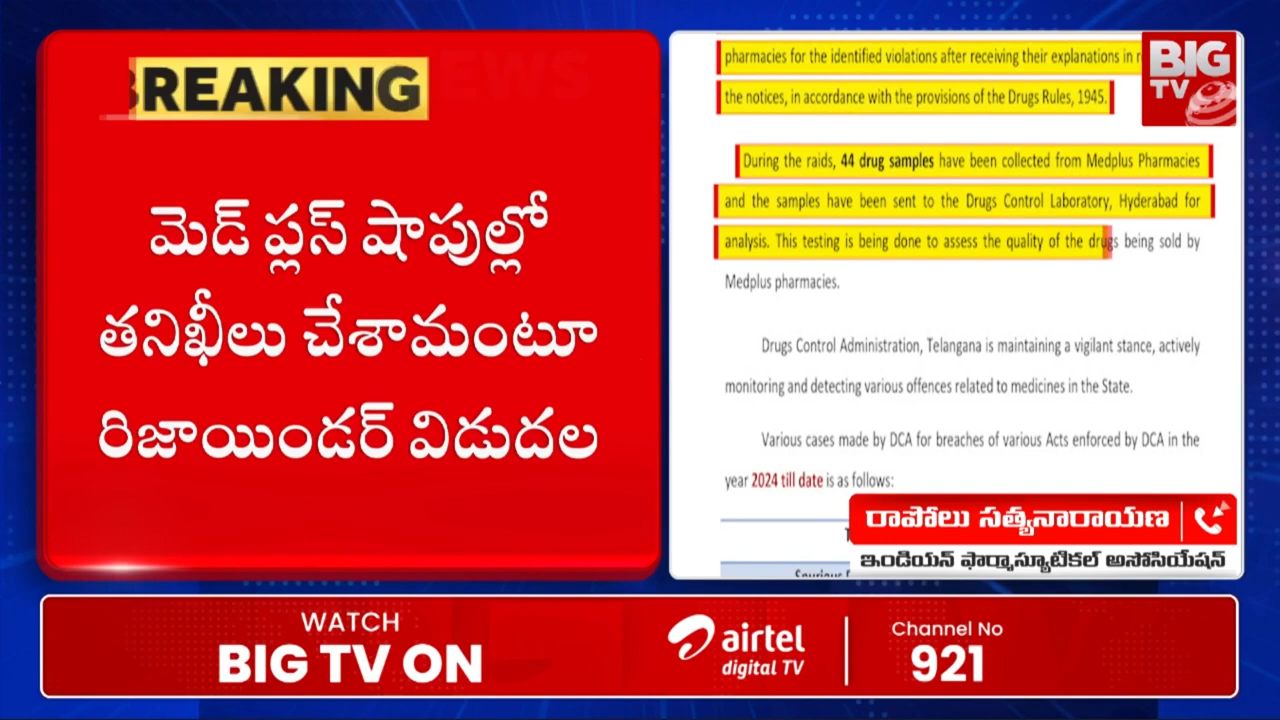 BREAKING
NEWS
మెడ్ ప్లస్ షాపుల్లో
తనిఖీలు చేశామంటూ
రిజాయిండర్ విడుదల
pharmacies for the identified violations after receiving their explanations in
the notices, in accordance with the provisions of the Drugs Rules, 1945.
During the raids, 44 drug samples have been collected from Medplus Pharmacies
and the samples have been sent to the Drugs Control Laboratory, Hyderabad for
analysis. This testing is being done to assess the quality of the drugs being sold by
Medplus pharmacies.
Drugs Control Administration, Telangana is maintaining a vigilant stance, actively
monitoring and detecting various offences related to medicines in the State.
Various cases made by DCA for breaches of various Acts enforced by DCA in the
year 2024 till date is as follows:
BIG
TV
రాపోలు సత్యనారాయణ
ఇండియన్ ఫార్మాస్యూటికల్ అసోసియేషన్
WATCH
BIG TV ON
airtel
digital TV
Channel No
921